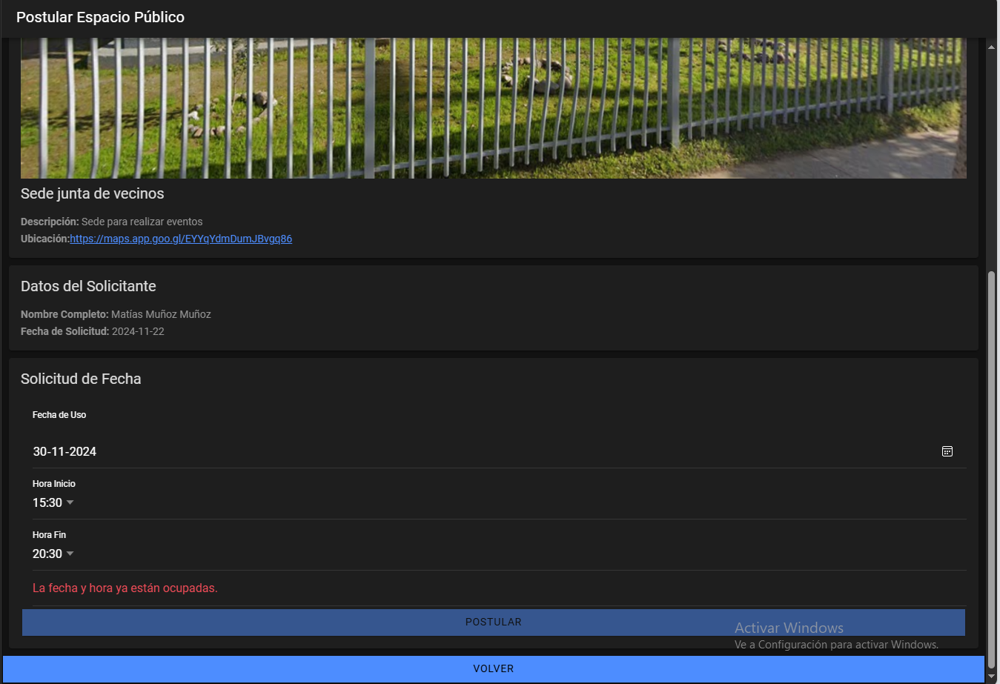 Postular Espacio Público
Sede junta de vecinos
Descripción: Sede para realizar eventos
Ubicación:https://maps.app.goo.gl/EYYqYdmDumJBvgq86
Datos del Solicitante
Nombre Completo: Matías Muñoz Muñoz
Fecha de Solicitud: 2024-11-22
Solicitud de Fecha
Fecha de Uso
30-11-2024
Hora Inicio
15:30
Hora Fin
20:30
La fecha y hora ya están ocupadas.
POSTULAR
Activar Windows
Ve a Configuración para activar Windows.
VOLVER